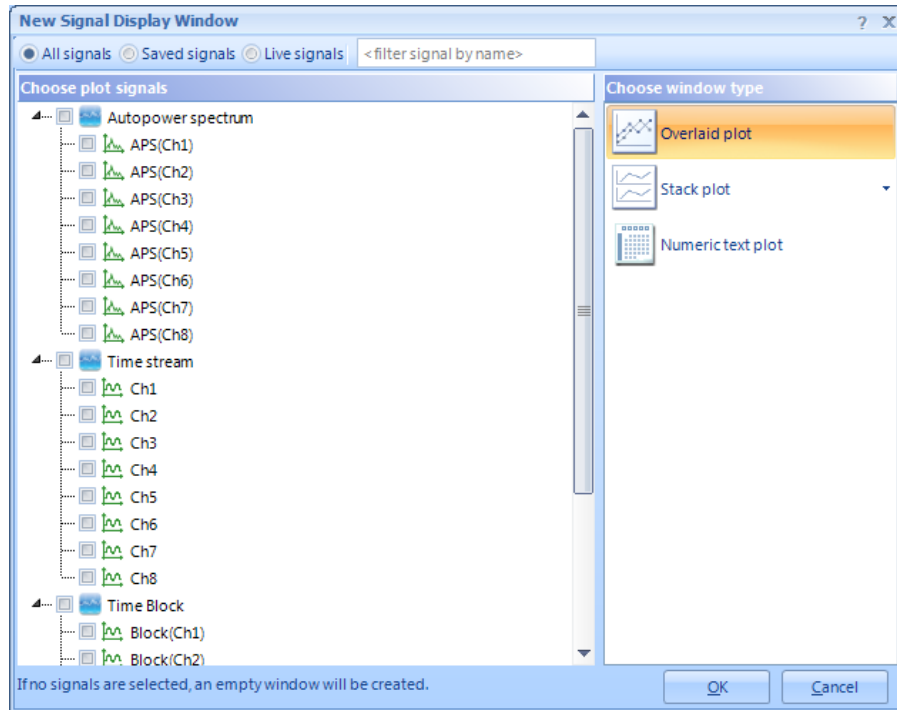 New Signal Display Window
All signals Saved signals Live signals <filter signal by name>
Choose plot signals
Autopower spectrum
APS(Ch1)
APS(Ch2)
APS(Ch3)
APS(Ch4)
APS(Ch5)
APS(Ch6)
APS(Ch7)
APS(Ch8)
Time stream
Ch1
Ch2
Ch3
Ch4
Ch5
Ch6
Ch7
Ch8
Time Block
Block(Ch1)
Block(Ch2)
Choose window type
Overlaid plot
Stack plot
Numeric text plot
If no signals are selected, an empty window will be created.
OK Cancel